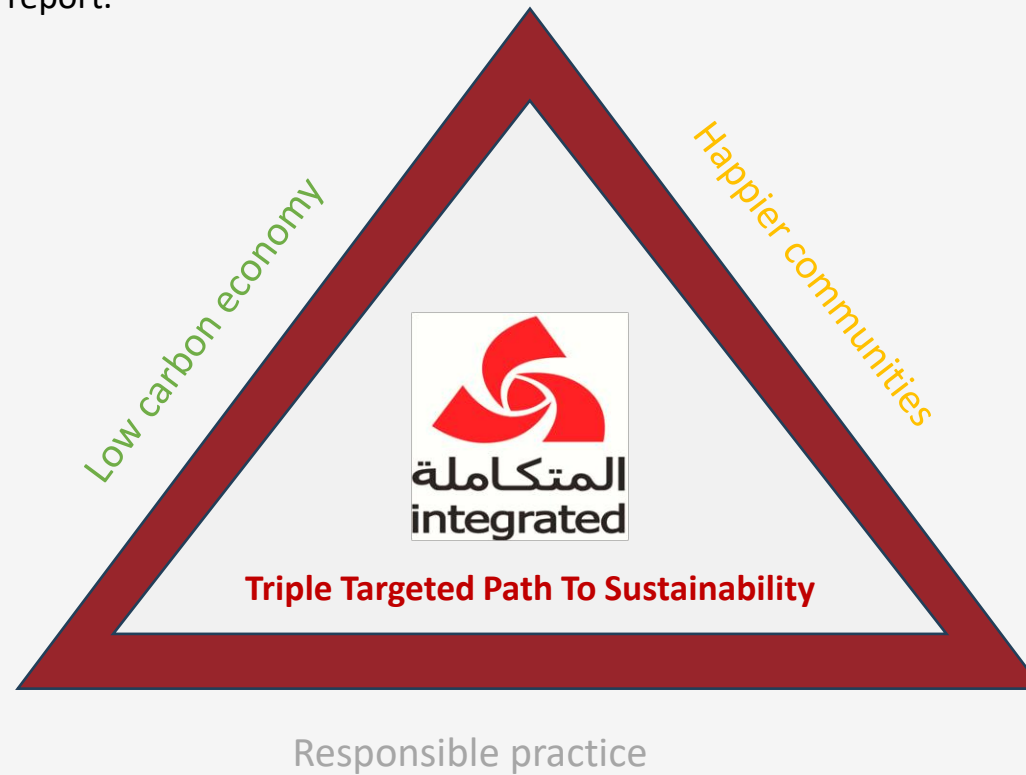 report.
Low carbon economy
Happier communities
المتكاملة
integrated
Triple Targeted Path To Sustainability
Responsible practice